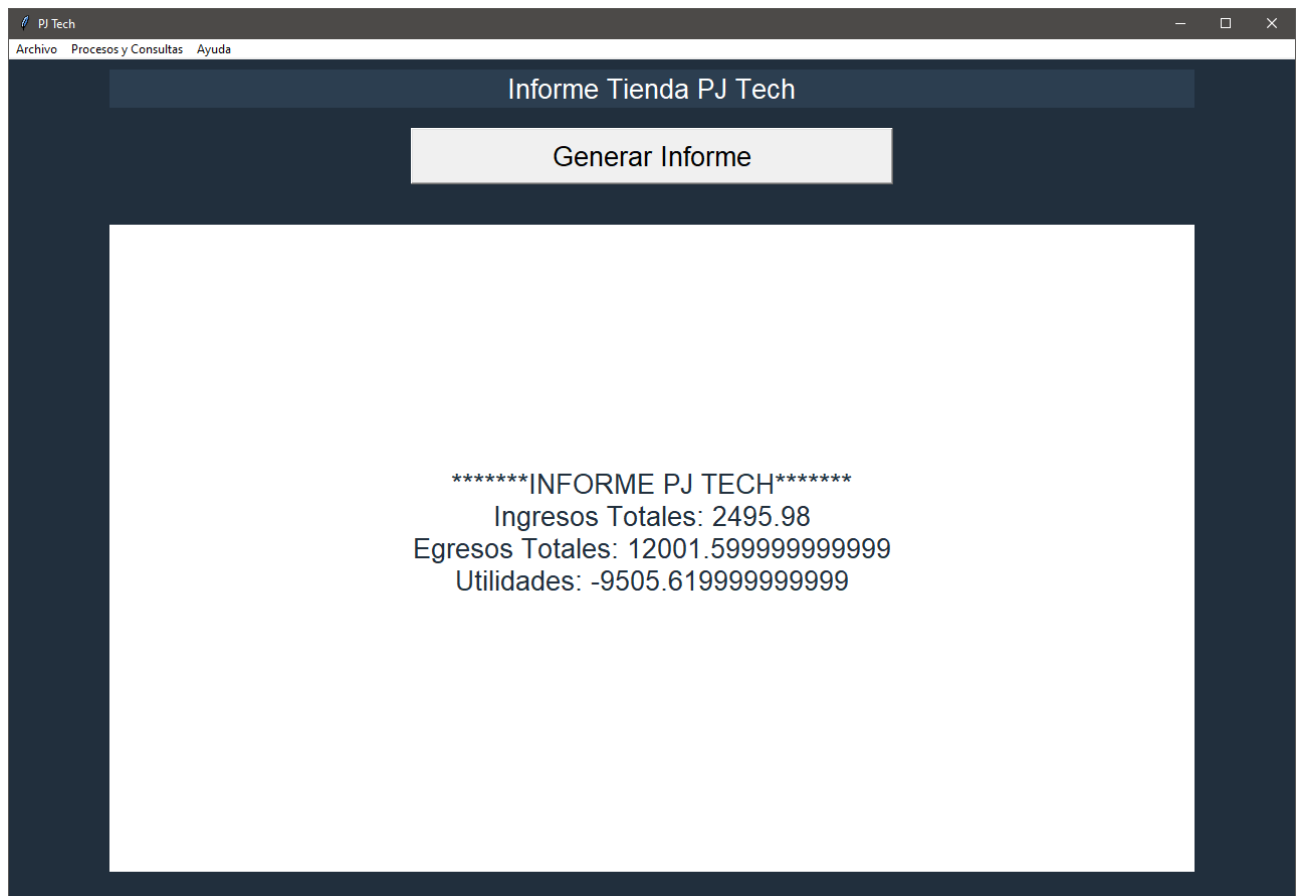 PJ Tech
Archivo Procesos y Consultas Ayuda
Informe Tienda PJ Tech
Generar Informe
*******INFORME PJ TECH*******
Ingresos Totales: 2495.98
Egresos Totales: 12001.599999999999
Utilidades: -9505.619999999999